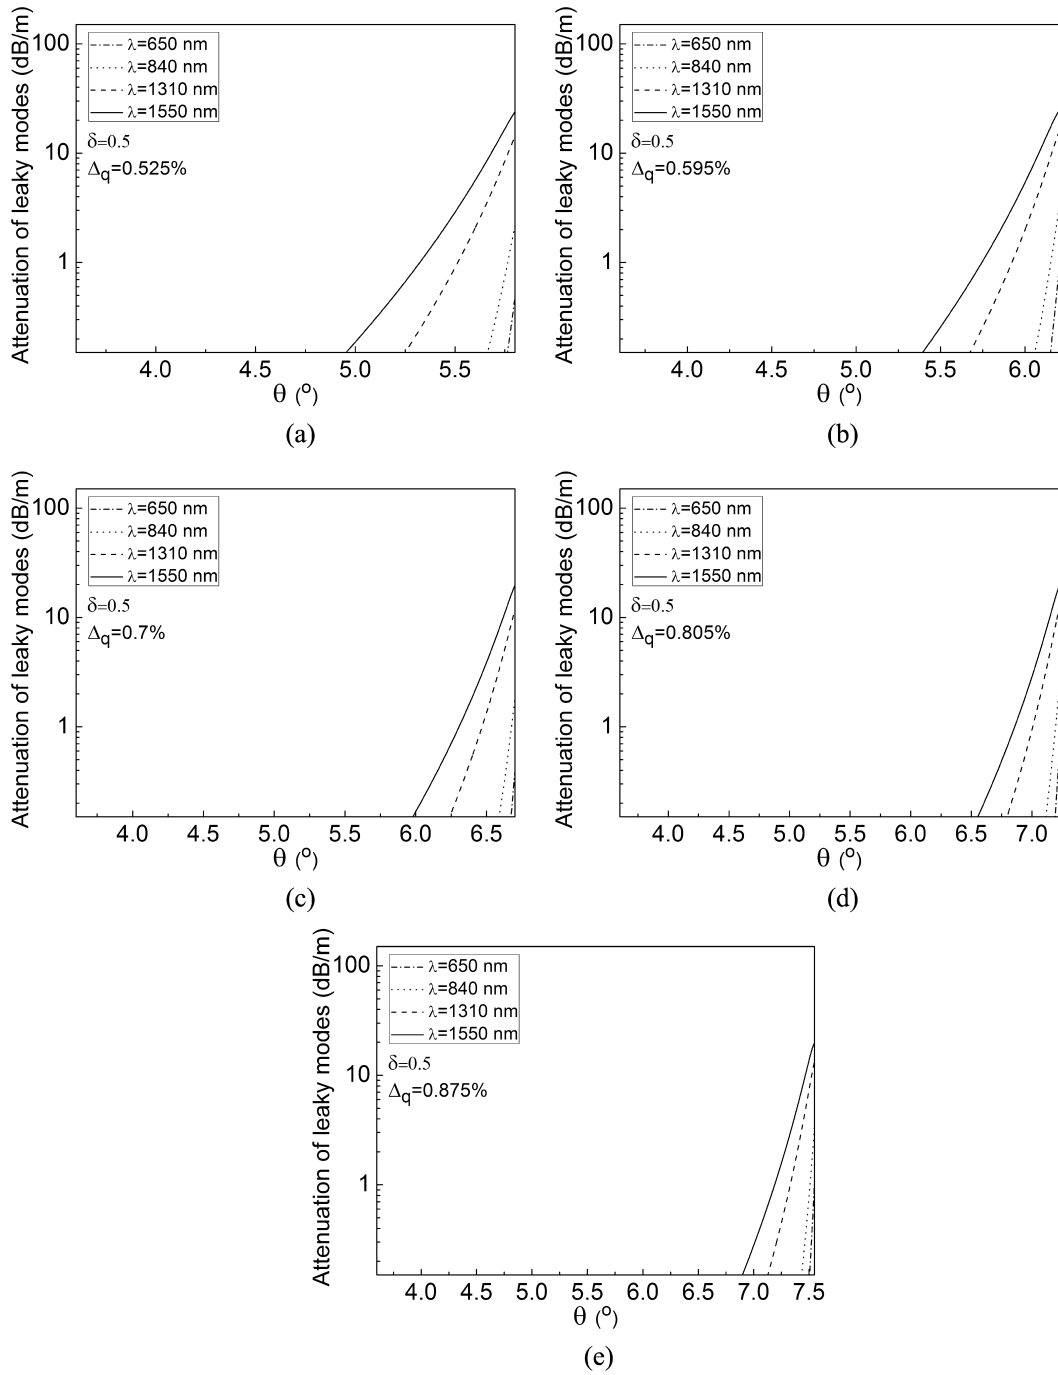 Attenuation of leaky modes (dB/m)
100
10
1
λ=650 nm
λ=840 nm
λ=1310 nm
λ=1550 nm
δ=0.5
Δq=0.525%
4.0 4.5 5.0 5.5
θ (o)
(a)
Attenuation of leaky modes (dB/m)
100
10
1
λ=650 nm
λ=840 nm
λ=1310 nm
λ=1550 nm
δ=0.5
Δq=0.595%
4.0 4.5 5.0 5.5 6.0
θ (o)
(b)
Attenuation of leaky modes (dB/m)
100
10
1
λ=650 nm
λ=840 nm
λ=1310 nm
λ=1550 nm
δ=0.5
Δq=0.7%
4.0 4.5 5.0 5.5 6.0 6.5
θ (o)
(c)
Attenuation of leaky modes (dB/m)
100
10
1
λ=650 nm
λ=840 nm
λ=1310 nm
λ=1550 nm
δ=0.5
Δq=0.805%
4.0 4.5 5.0 5.5 6.0 6.5 7.0
θ (o)
(d)
Attenuation of leaky modes (dB/m)
100
10
1
λ=650 nm
λ=840 nm
λ=1310 nm
λ=1550 nm
δ=0.5
Δq=0.875%
4.0 4.5 5.0 5.5 6.0 6.5 7.0 7.5
θ (o)
(e)